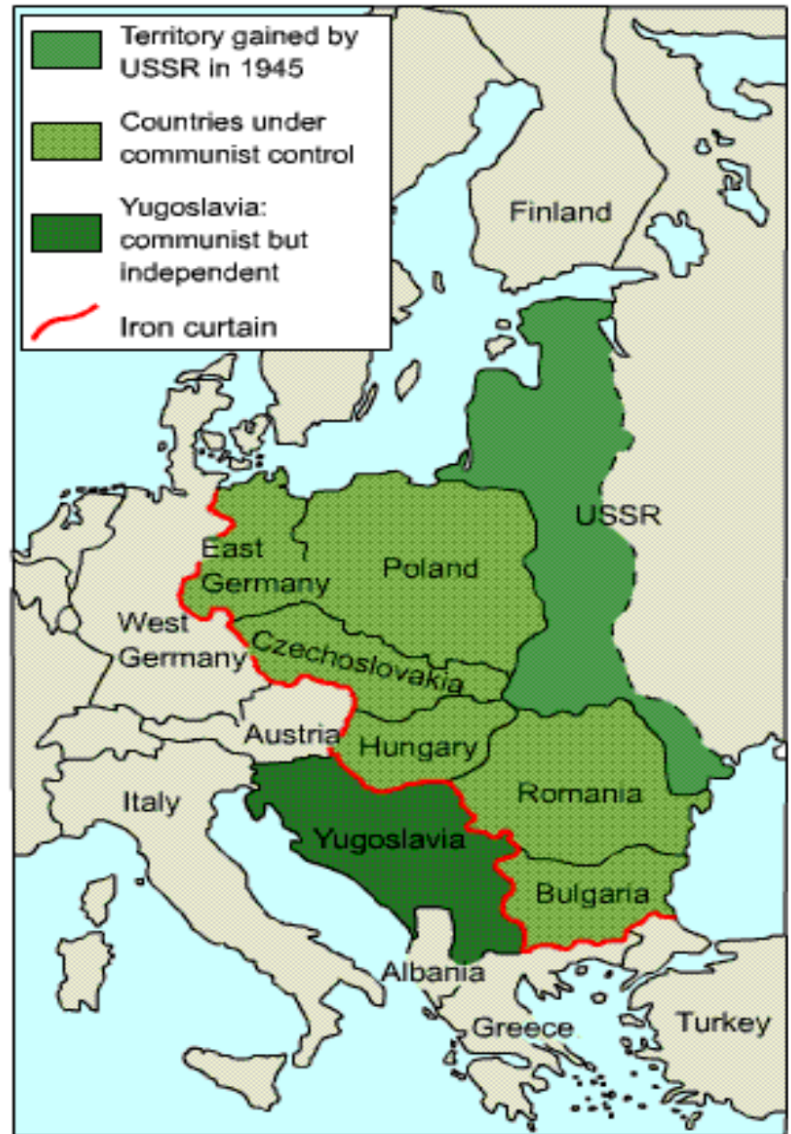 Territory gained by
USSR in 1945
Countries under
communist control
Yugoslavia:
communist but
independent
Iron curtain
Finland
USSR
East
Germany
Poland
West
Germany
Czechoslovakia
Austria
Hungary
Italy
Romania
Yugoslavia
Bulgaria
Albania
Greece
Turkey